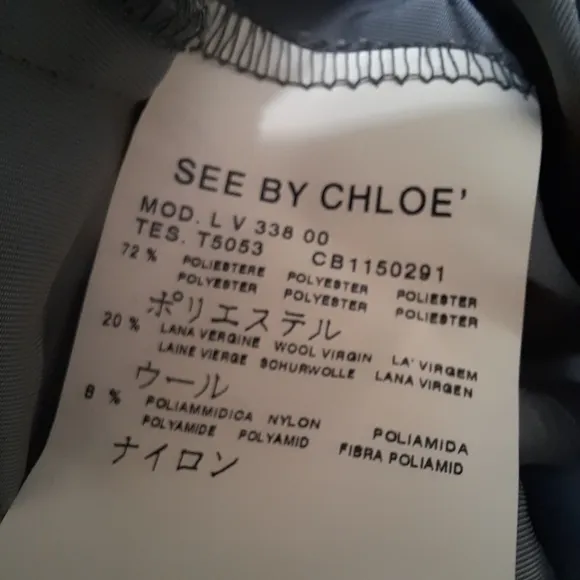 SEE BY CHLOE'
MOD. L V 338 00
TES. T5053 CB1150291
72 % POLIESTERE POLYESTER POLIESTER
POLYESTER POLYESTER POLIESTER
ポリエステル
20 % LANA VERGINE WOOL VIRGIN LA'VIRGEM
LAINE VIERGE SCHURWOLLE LANA VIRGEN
ウール
8 % POLIAMMIDICA NYLON POLIAMIDA
POLYAMIDE POLYAMID FIBRA POLIAMID
ナイロン